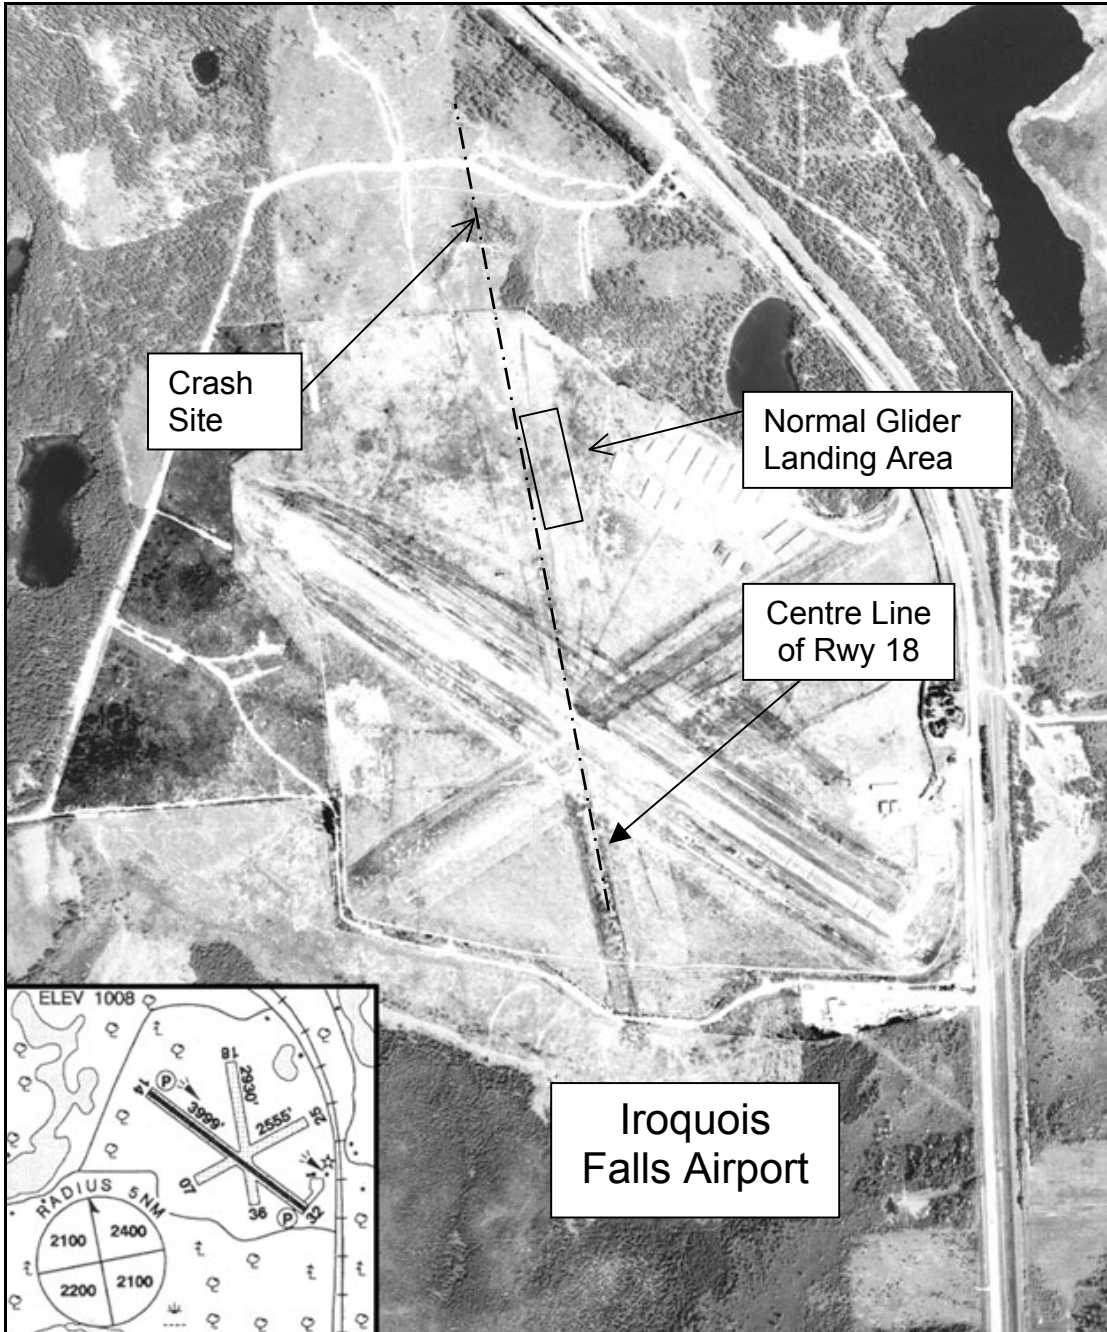 Crash
Site
Normal Glider
Landing Area
Centre Line
of Rwy 18
Iroquois
Falls Airport
ELEV 1008
18
2930'
P
14
3999'
2555'
25
07
36
P
32
RADIUS 5NM
2100
2400
2200
2100